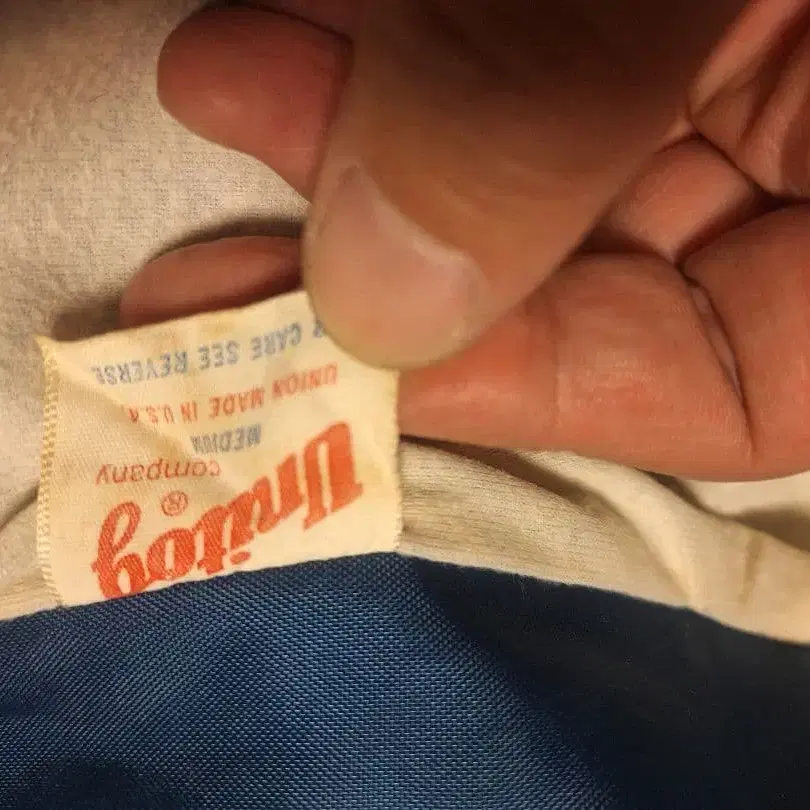 Unitog
®
company
MEDIUM
UNION MADE IN U.S.A.
CARE SEE REVERSE